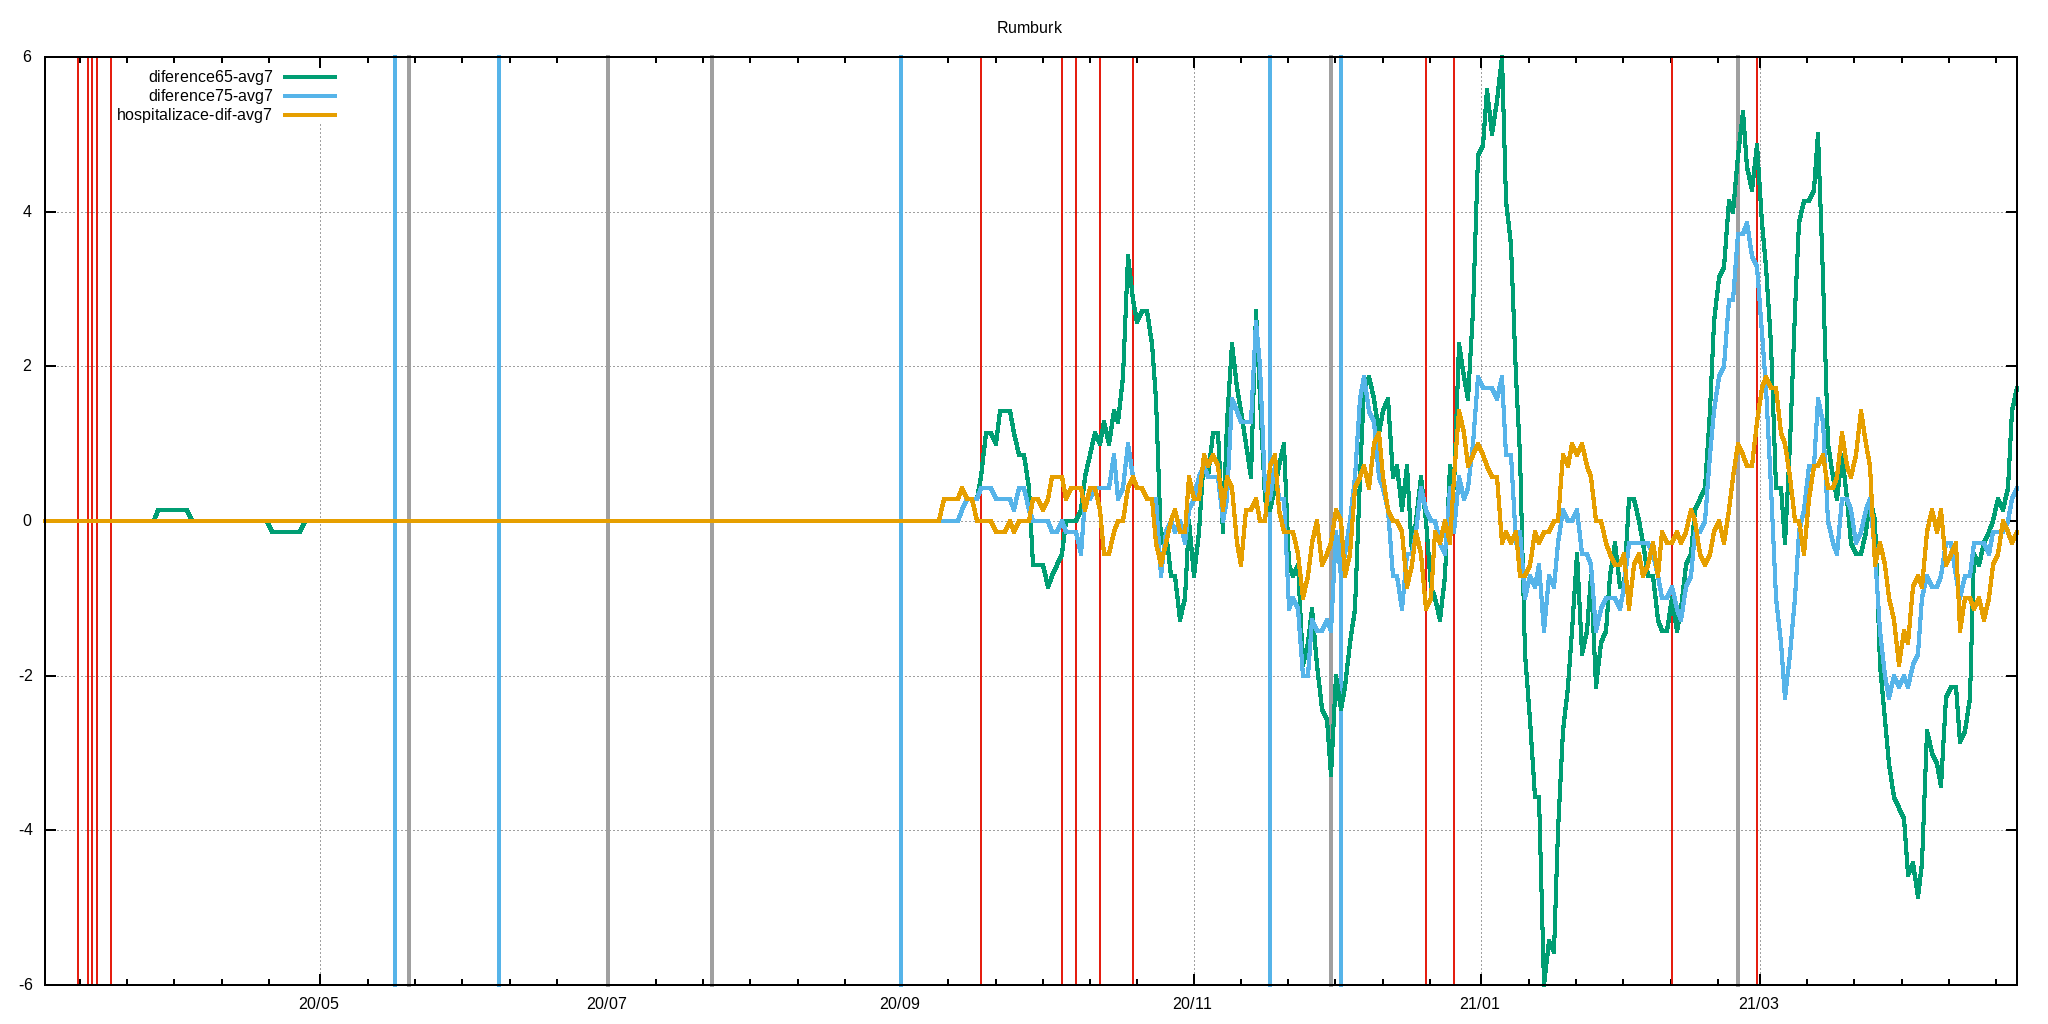 Rumburk
diference65-avg7
diference75-avg7
hospitalizace-dif-avg7
6
4
2
0
-2
-4
-6
20/05 20/07 20/09 20/11 21/01 21/03